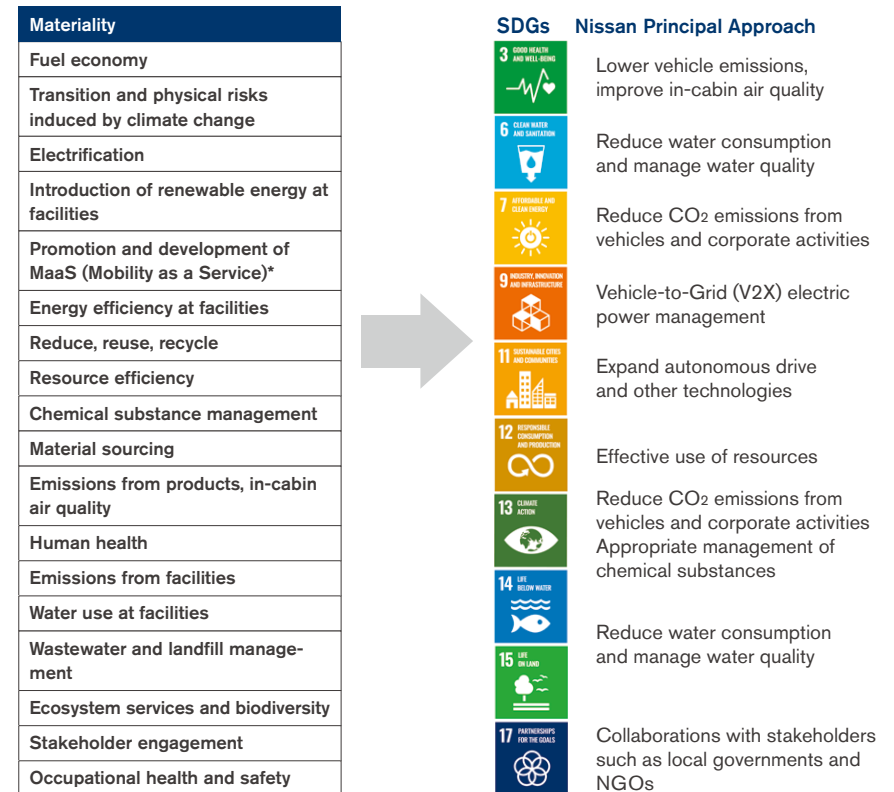 Materiality
Fuel economy
Transition and physical risks
induced by climate change
Electrification
Introduction of renewable energy at
facilities
Promotion and development of
MaaS (Mobility as a Service)*
Energy efficiency at facilities
Reduce, reuse, recycle
Resource efficiency
Chemical substance management
Material sourcing
Emissions from products, in-cabin
air quality
Human health
Emissions from facilities
Water use at facilities
Wastewater and landfill manage-
ment
Ecosystem services and biodiversity
Stakeholder engagement
Occupational health and safety
SDGs Nissan Principal Approach
3 GOOD HEALTH
AND WELL-BEING
Lower vehicle emissions,
improve in-cabin air quality
6 CLEAN WATER
AND SANITATION
Reduce water consumption
and manage water quality
7 AFFORDABLE AND
CLEAN ENERGY
Reduce CO2 emissions from
vehicles and corporate activities
9 INDUSTRY, INNOVATION
AND INFRASTRUCTURE
Vehicle-to-Grid (V2X) electric
power management
11 SUSTAINABLE CITIES
AND COMMUNITIES
Expand autonomous drive
and other technologies
12 RESPONSIBLE
CONSUMPTION
AND PRODUCTION
Effective use of resources
13 CLIMATE
ACTION
Reduce CO2 emissions from
vehicles and corporate activities
Appropriate management of
chemical substances
14 LIFE
BELOW WATER
15 LIFE
ON LAND
Reduce water consumption
and manage water quality
17 PARTNERSHIPS
FOR THE GOALS
Collaborations with stakeholders
such as local governments and
NGOs